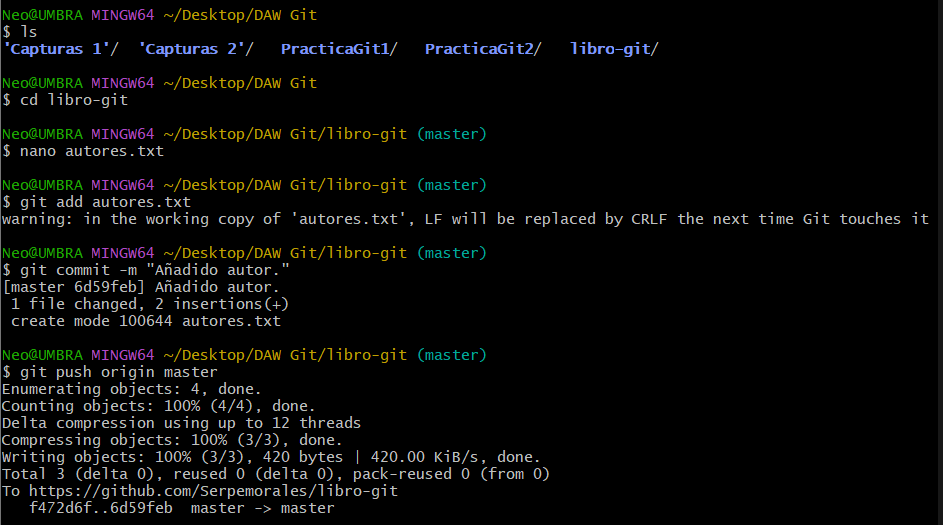 Neo@UMBRA MINGW64 ~/Desktop/DAW Git
$ ls
'Capturas 1'/  'Capturas 2'/   PracticaGit1/   PracticaGit2/   libro-git/
Neo@UMBRA MINGW64 ~/Desktop/DAW Git
$ cd libro-git
Neo@UMBRA MINGW64 ~/Desktop/DAW Git/libro-git (master)
$ nano autores.txt
Neo@UMBRA MINGW64 ~/Desktop/DAW Git/libro-git (master)
$ git add autores.txt
warning: in the working copy of 'autores.txt', LF will be replaced by CRLF the next time Git touches it
Neo@UMBRA MINGW64 ~/Desktop/DAW Git/libro-git (master)
$ git commit -m "Añadido autor."
[master 6d59feb] Añadido autor.
 1 file changed, 2 insertions(+)
 create mode 100644 autores.txt
Neo@UMBRA MINGW64 ~/Desktop/DAW Git/libro-git (master)
$ git push origin master
Enumerating objects: 4, done.
Counting objects: 100% (4/4), done.
Delta compression using up to 12 threads
Compressing objects: 100% (3/3), done.
Writing objects: 100% (3/3), 420 bytes | 420.00 KiB/s, done.
Total 3 (delta 0), reused 0 (delta 0), pack-reused 0 (from 0)
To https://github.com/Serpemorales/libro-git
   f472d6f..6d59feb  master -> master